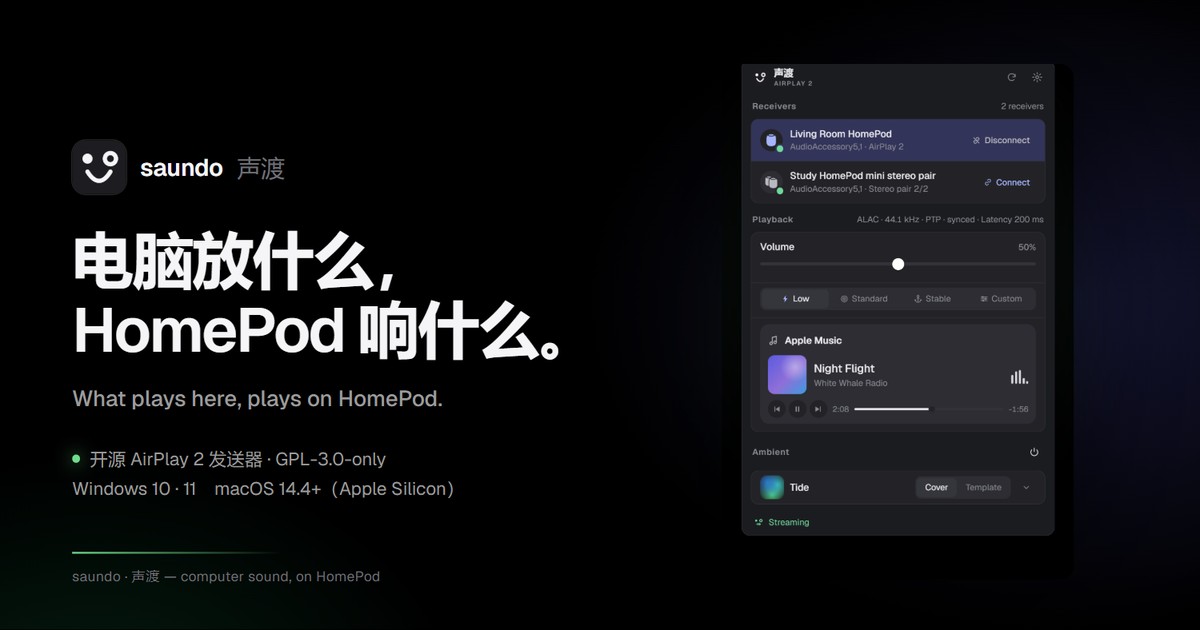 saundo 声渡
电脑放什么，
HomePod 响什么。
What plays here, plays on HomePod.
开源 AirPlay 2 发送器 · GPL-3.0-only
Windows 10 · 11 macOS 14.4+ (Apple Silicon)
saundo · 声渡 — computer sound, on HomePod
声渡
AIRPLAY 2
Receivers 2 receivers
Living Room HomePod
AudioAccessory5,1 · AirPlay 2
Disconnect
Study HomePod mini stereo pair
AudioAccessory5,1 · Stereo pair 2/2
Connect
Playback ALAC · 44.1 kHz · PTP · synced · Latency 200 ms
Volume 50%
Low Standard Stable Custom
Apple Music
Night Flight
White Whale Radio
2:08 -1:56
Ambient
Tide Cover Template
Streaming